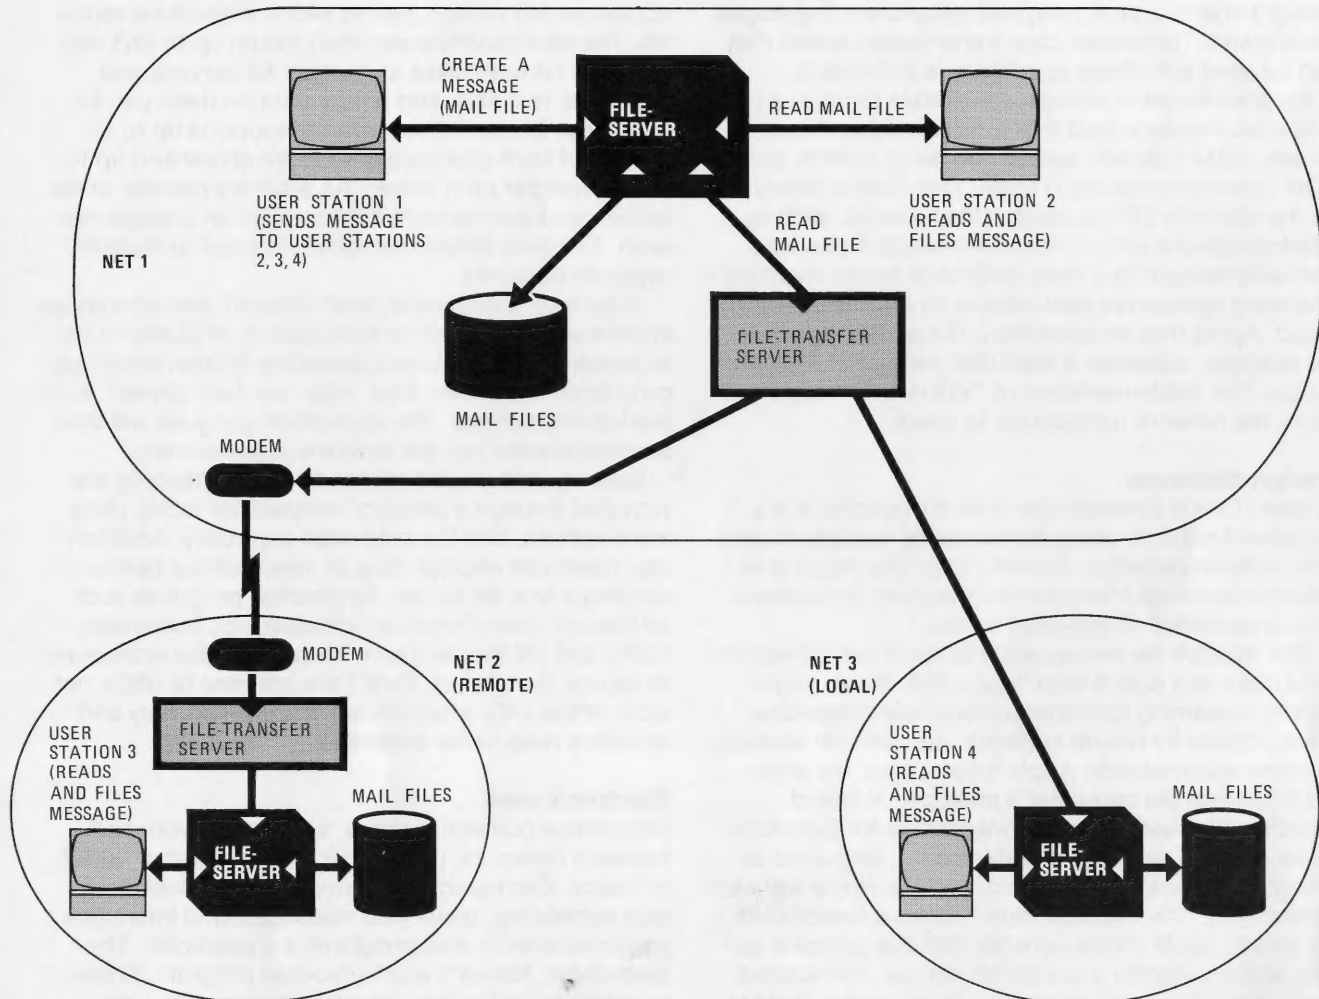 CREATE A
MESSAGE
(MAIL FILE)
FILE-
SERVER
READ MAIL FILE
USER STATION 1
(SENDS MESSAGE
TO USER STATIONS
2, 3, 4)
READ
MAIL FILE
USER STATION 2
(READS AND
FILES MESSAGE)
NET 1
FILE-TRANSFER
SERVER
MAIL FILES
MODEM
MODEM
NET 2
(REMOTE)
NET 3
(LOCAL)
FILE-TRANSFER
SERVER
USER
STATION 3
(READS
AND FILES
MESSAGE)
MAIL FILES
FILE-
SERVER
USER
STATION 4
(READS
AND FILES
MESSAGE)
MAIL FILES
FILE-
SERVER